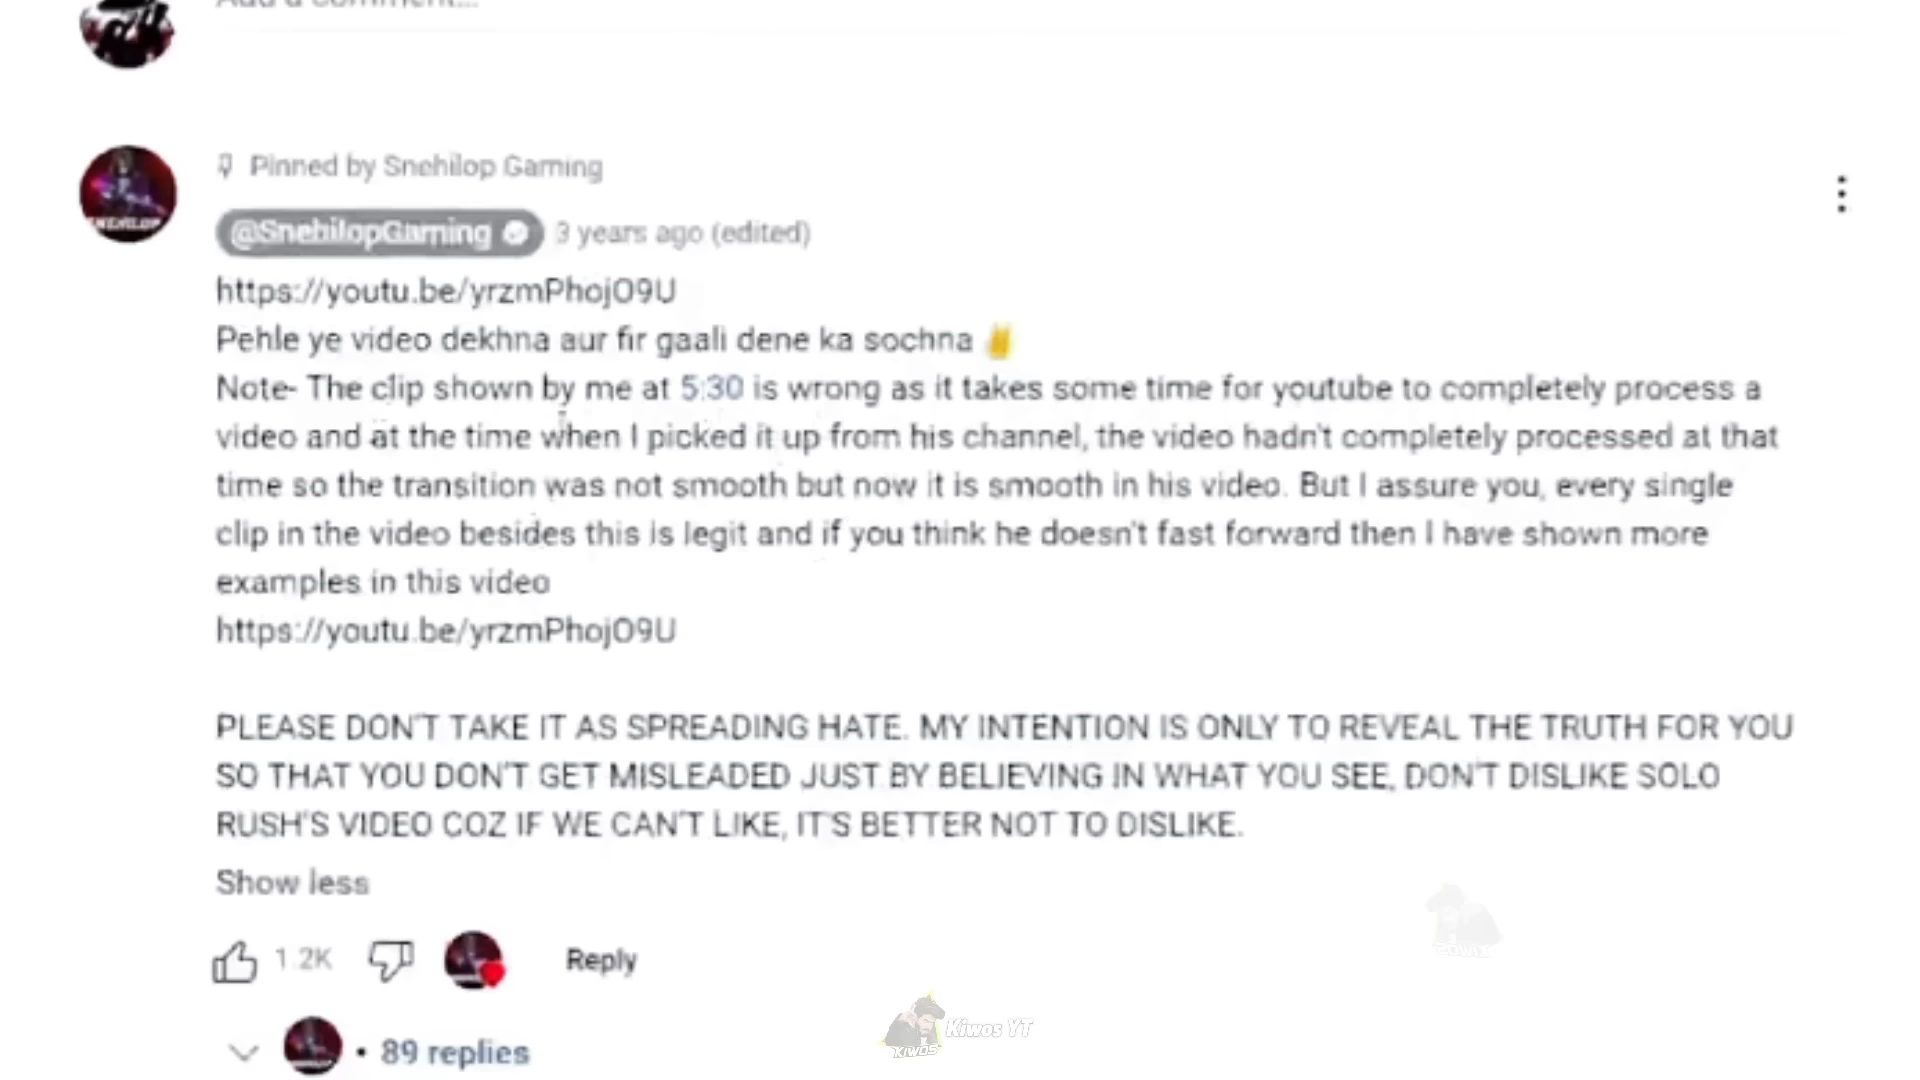 Add a comment...
Pinned by Snehilop Gaming
@SnehilopGaming 3 years ago (edited)
https://youtu.be/yrzmPhojO9U
Pehle ye video dekhna aur fir gaali dene ka sochna 🤘
Note- The clip shown by me at 5:30 is wrong as it takes some time for youtube to completely process a
video and at the time when I picked it up from his channel, the video hadn't completely processed at that
time so the transition was not smooth but now it is smooth in his video. But I assure you, every single
clip in the video besides this is legit and if you think he doesn't fast forward then I have shown more
examples in this video
https://youtu.be/yrzmPhojO9U
PLEASE DON'T TAKE IT AS SPREADING HATE. MY INTENTION IS ONLY TO REVEAL THE TRUTH FOR YOU
SO THAT YOU DON'T GET MISLEADED JUST BY BELIEVING IN WHAT YOU SEE, DON'T DISLIKE SOLO
RUSH'S VIDEO COZ IF WE CAN'T LIKE, IT'S BETTER NOT TO DISLIKE.
Show less
1.2K Reply
KIWOS Kiwos YT
• 89 replies